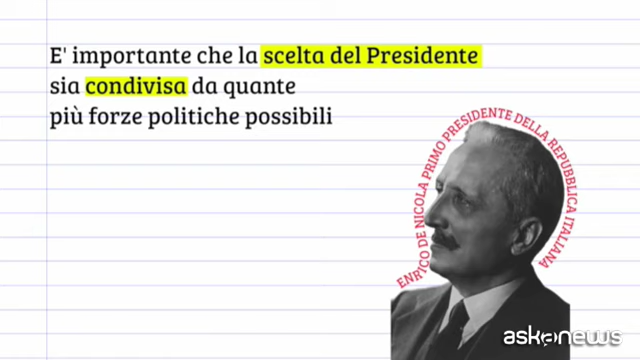 E' importante che la scelta del Presidente
sia condivisa da quante
più forze politiche possibili
ENRICO DE NICOLA PRIMO PRESIDENTE DELLA REPUBBLICA ITALIANA
askanews